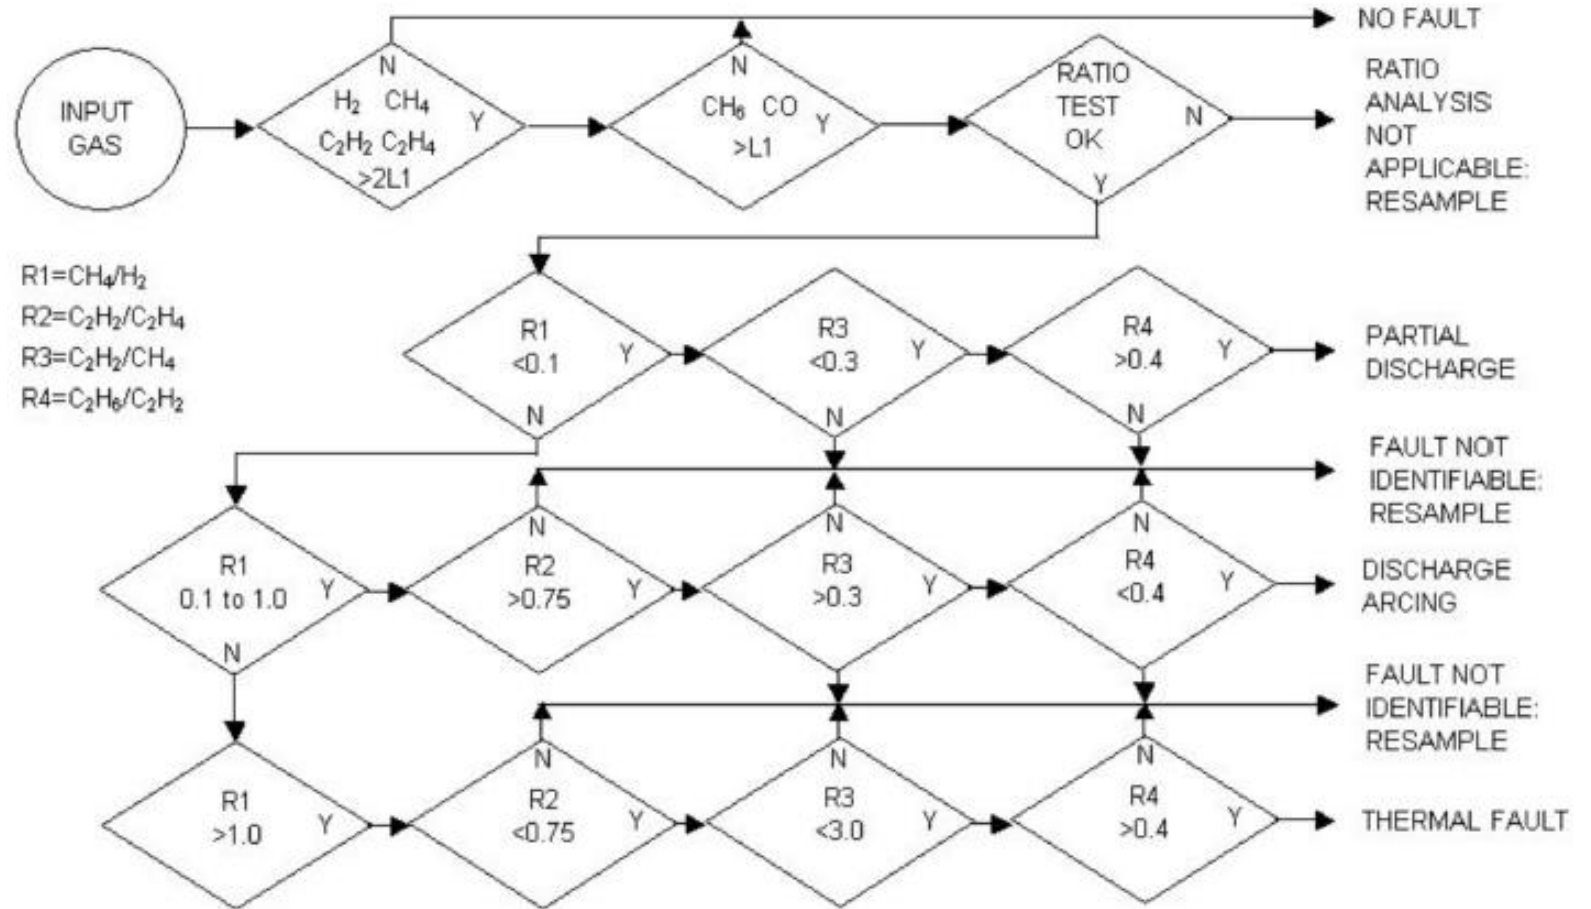 NO FAULT
INPUT
GAS
N
H₂ CH₄
Y
C₂H₂ C₂H₄
>2L1
N
CH₆ CO
Y
>L1
RATIO
TEST
OK
N
Y
RATIO
ANALYSIS
NOT
APPLICABLE:
RESAMPLE
R1=CH₄/H₂
R2=C₂H₂/C₂H₄
R3=C₂H₂/CH₄
R4=C₂H₆/C₂H₂
R1
<0.1
Y
N
R3
<0.3
Y
N
R4
>0.4
Y
N
PARTIAL
DISCHARGE
FAULT NOT
IDENTIFIABLE:
RESAMPLE
R1
0.1 to 1.0
Y
N
N
R2
>0.75
Y
N
R3
>0.3
Y
N
R4
<0.4
Y
DISCHARGE
ARCING
FAULT NOT
IDENTIFIABLE:
RESAMPLE
R1
>1.0
Y
N
R2
<0.75
Y
N
R3
<3.0
Y
N
R4
>0.4
Y
THERMAL FAULT